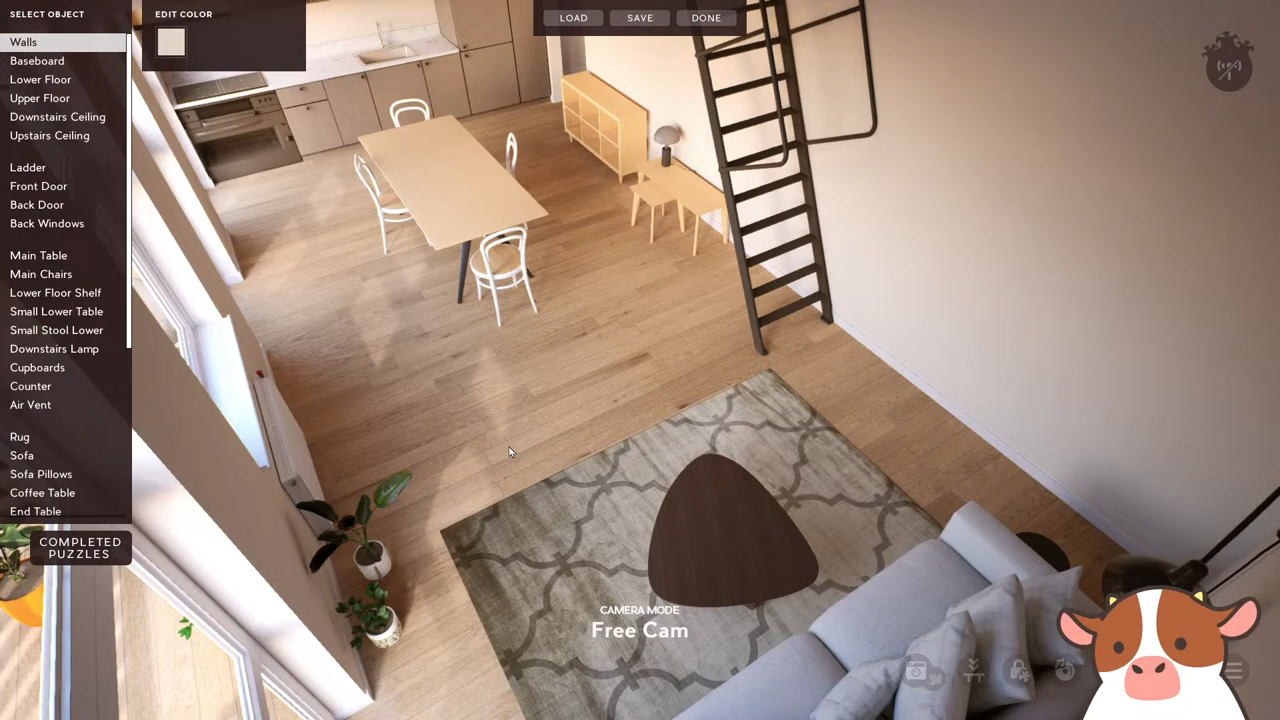 SELECT OBJECT
Walls
Baseboard
Lower Floor
Upper Floor
Downstairs Ceiling
Upstairs Ceiling
Ladder
Front Door
Back Door
Back Windows
Main Table
Main Chairs
Lower Floor Shelf
Small Lower Table
Small Stool Lower
Downstairs Lamp
Cupboards
Counter
Air Vent
Rug
Sofa
Sofa Pillows
Coffee Table
End Table
COMPLETED
PUZZLES
EDIT COLOR
LOAD SAVE DONE
CAMERA MODE
Free Cam